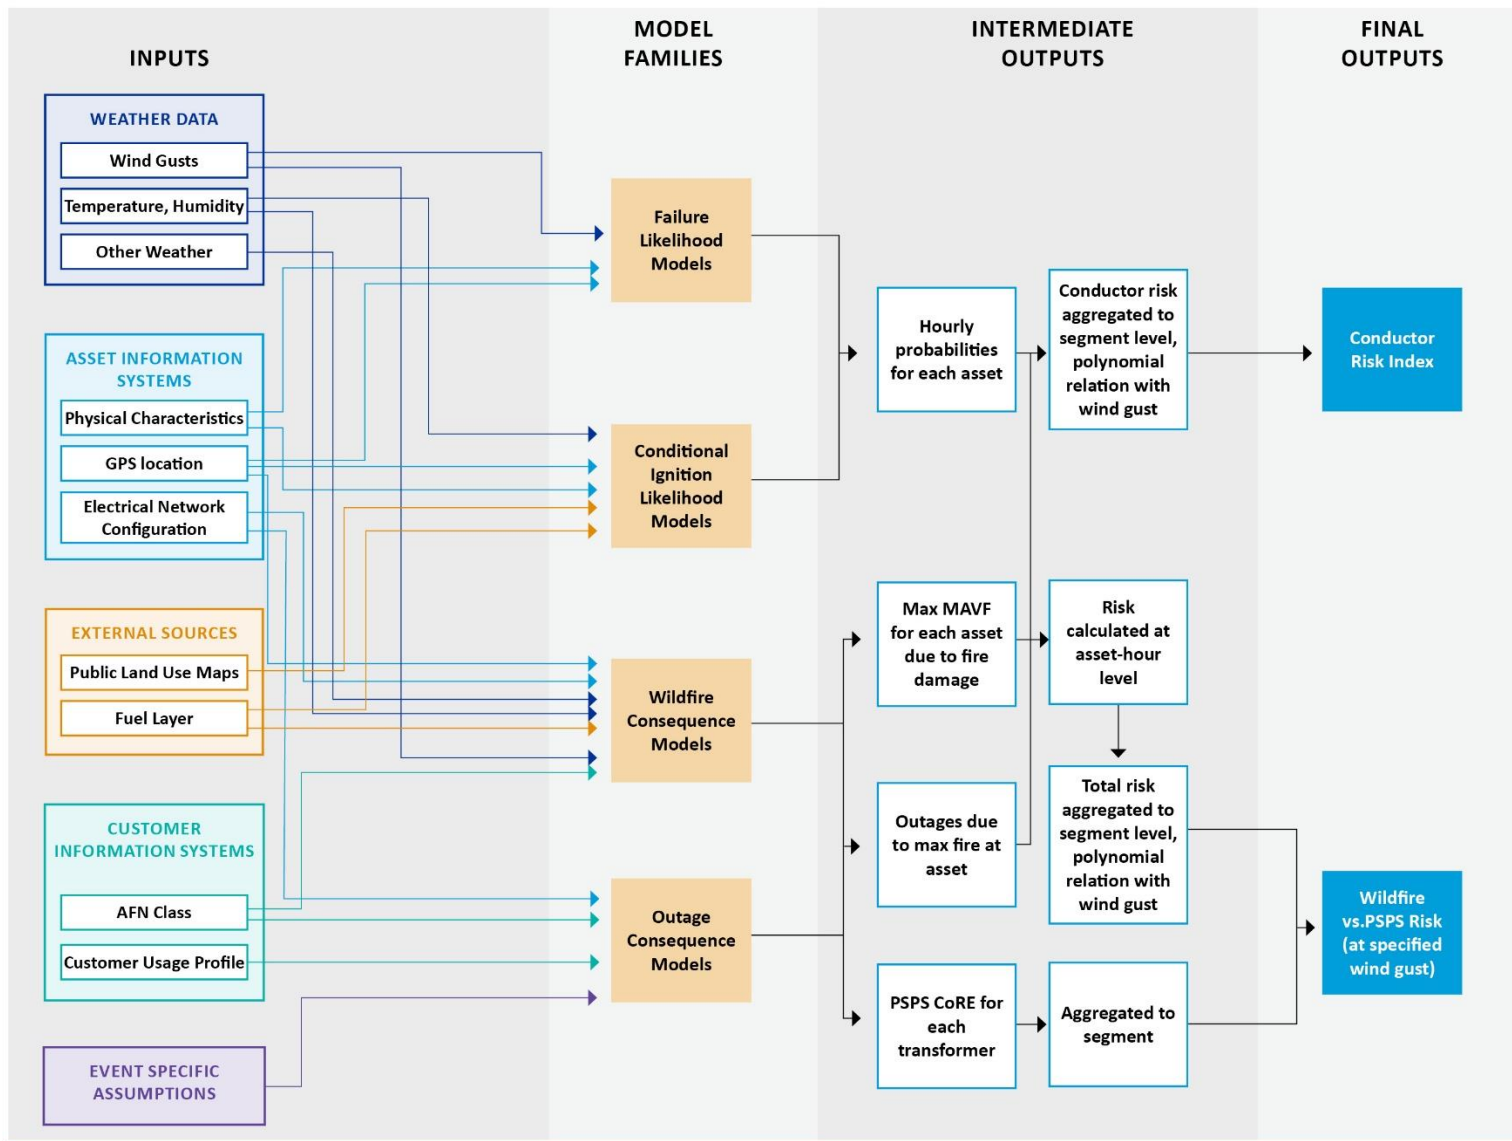 INPUTS
MODEL
FAMILIES
INTERMEDIATE
OUTPUTS
FINAL
OUTPUTS
WEATHER DATA
Wind Gusts
Temperature, Humidity
Other Weather
ASSET INFORMATION
SYSTEMS
Physical Characteristics
GPS location
Electrical Network
Configuration
EXTERNAL SOURCES
Public Land Use Maps
Fuel Layer
CUSTOMER
INFORMATION SYSTEMS
AFN Class
Customer Usage Profile
EVENT SPECIFIC
ASSUMPTIONS
Failure
Likelihood
Models
Conditional
Ignition
Likelihood
Models
Wildfire
Consequence
Models
Outage
Consequence
Models
Hourly
probabilities
for each asset
Conductor risk
aggregated to
segment level,
polynomial
relation with
wind gust
Max MAVF
for each asset
due to fire
damage
Risk
calculated at
asset-hour
level
Outages due
to max fire at
asset
Total risk
aggregated to
segment level,
polynomial
relation with
wind gust
PSPS CoRE for
each
transformer
Aggregated to
segment
Conductor
Risk Index
Wildfire
vs.PSPS Risk
(at specified
wind gust)